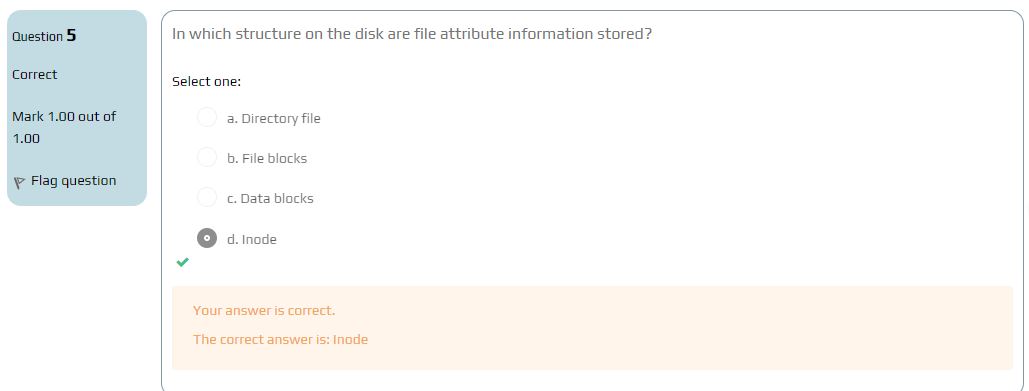 Question 5
Correct
Mark 1.00 out of
1.00
Flag question
In which structure on the disk are file attribute information stored?
Select one:
a. Directory file
b. File blocks
c. Data blocks
d. Inode
Your answer is correct.
The correct answer is: Inode